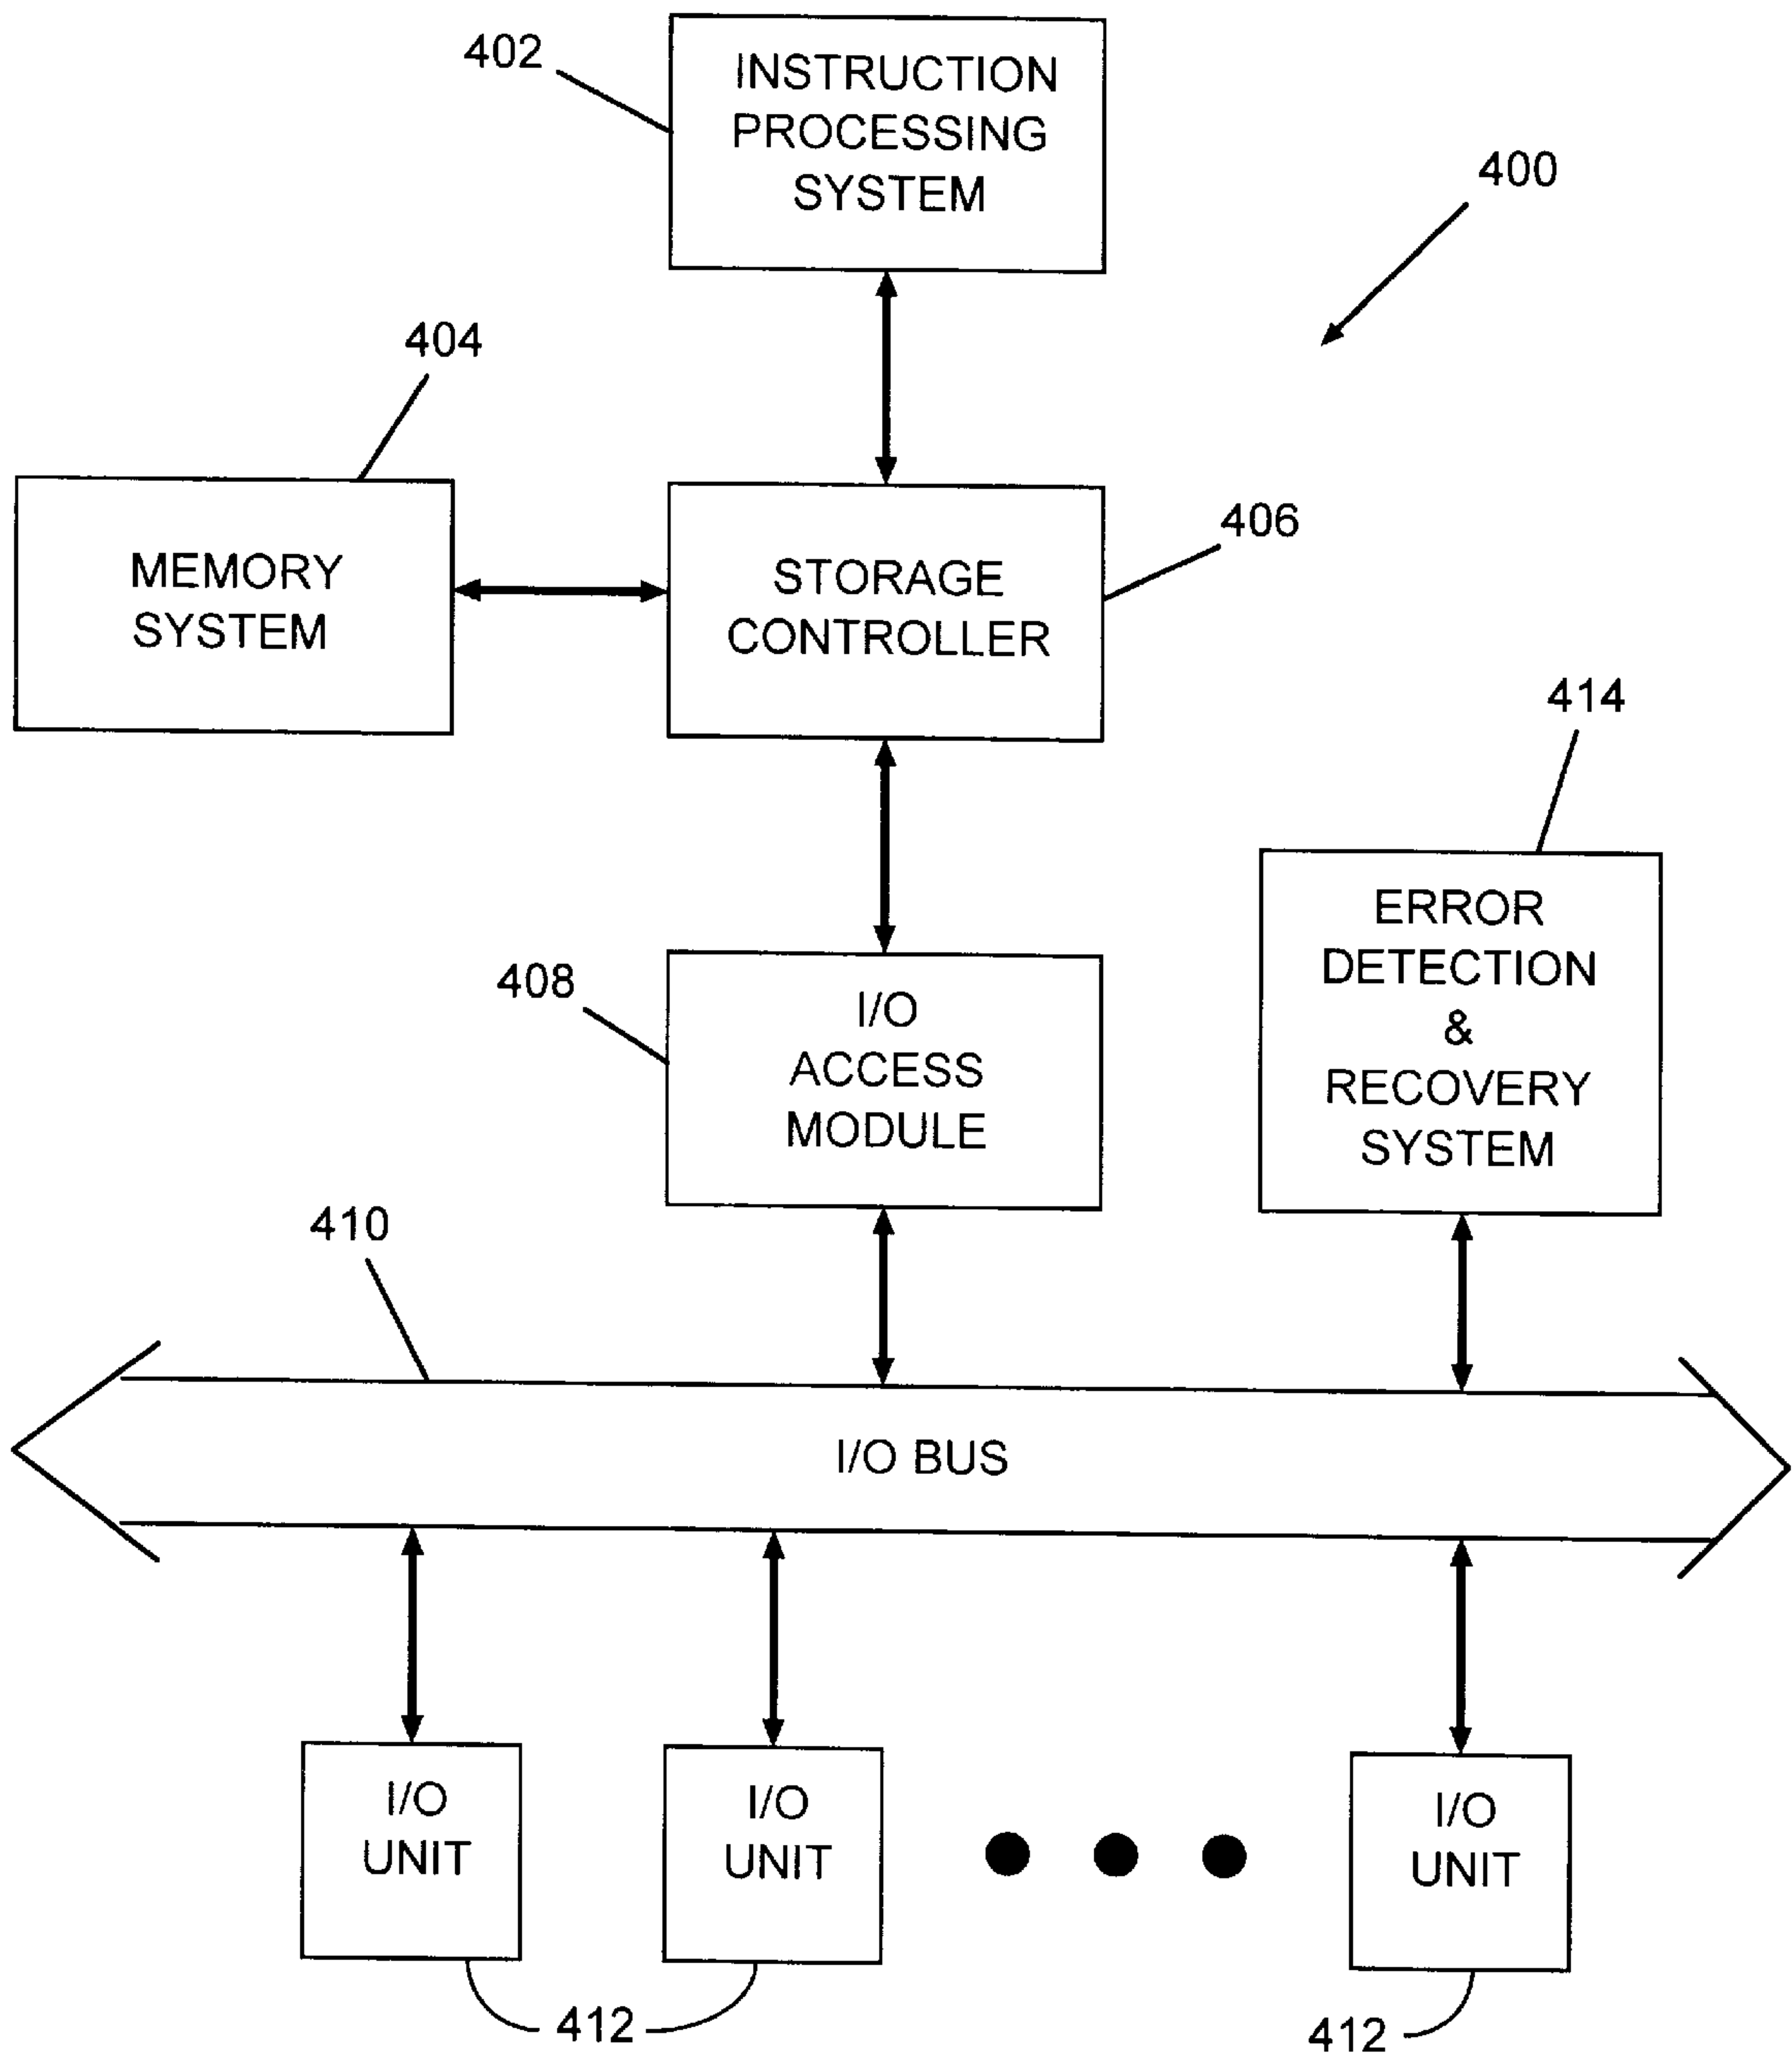 402
INSTRUCTION
PROCESSING
SYSTEM
400
404
MEMORY
SYSTEM
STORAGE
CONTROLLER
406
414
408
I/O
ACCESS
MODULE
ERROR
DETECTION
&
RECOVERY
SYSTEM
410
I/O BUS
I/O
UNIT
I/O
UNIT
I/O
UNIT
412
412